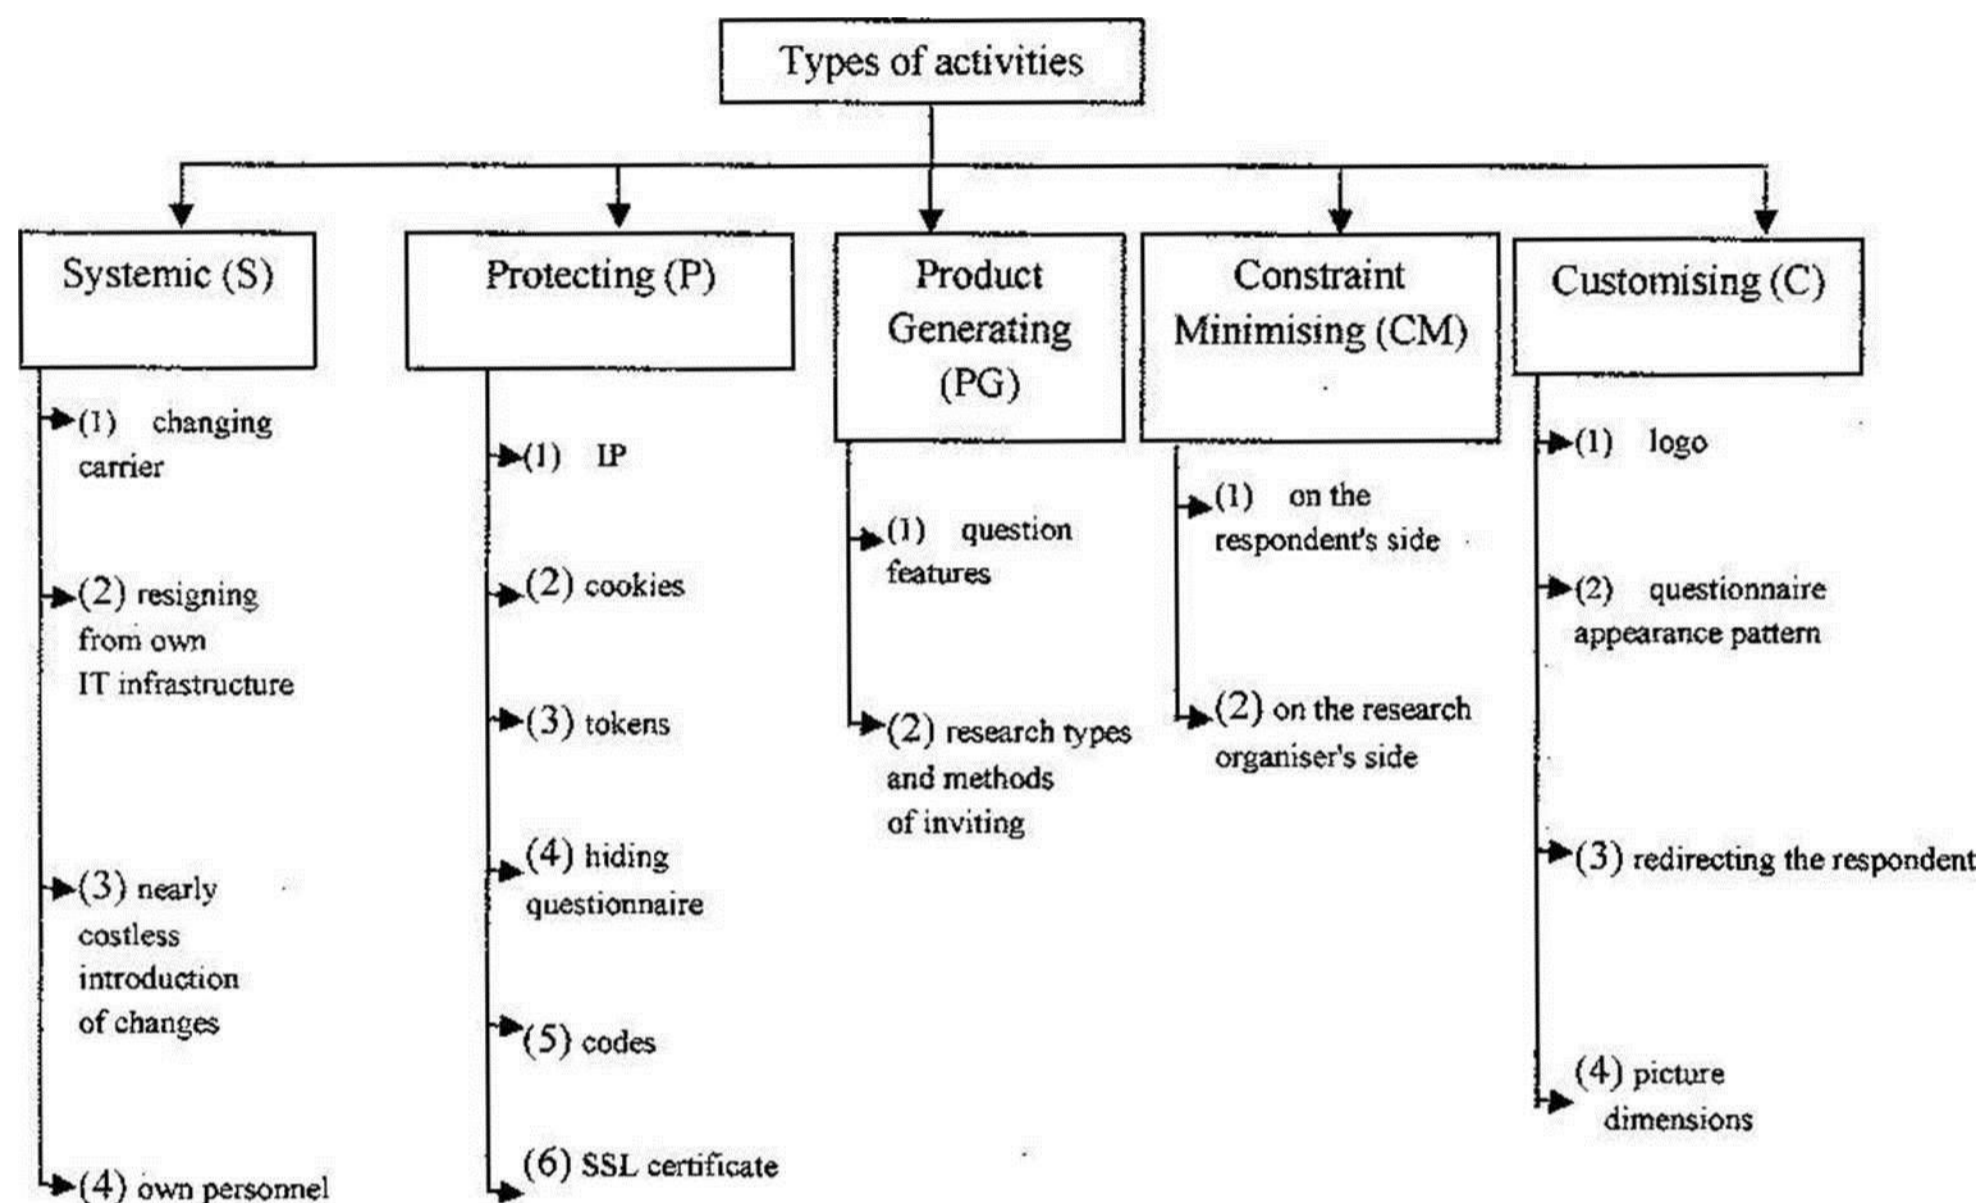 Types of activities
Systemic (S)
(1) changing
carrier
(2) resigning
from own
IT infrastructure
(3) nearly
costless
introduction
of changes
(4) own personnel
Protecting (P)
(1) IP
(2) cookies
(3) tokens
(4) hiding
questionnaire
(5) codes
(6) SSL certificate
Product
Generating
(PG)
(1) question
features
(2) research types
and methods
of inviting
Constraint
Minimising (CM)
(1) on the
respondent's side
(2) on the research
organiser's side
Customising (C)
(1) logo
(2) questionnaire
appearance pattern
(3) redirecting the respondent
(4) picture
dimensions